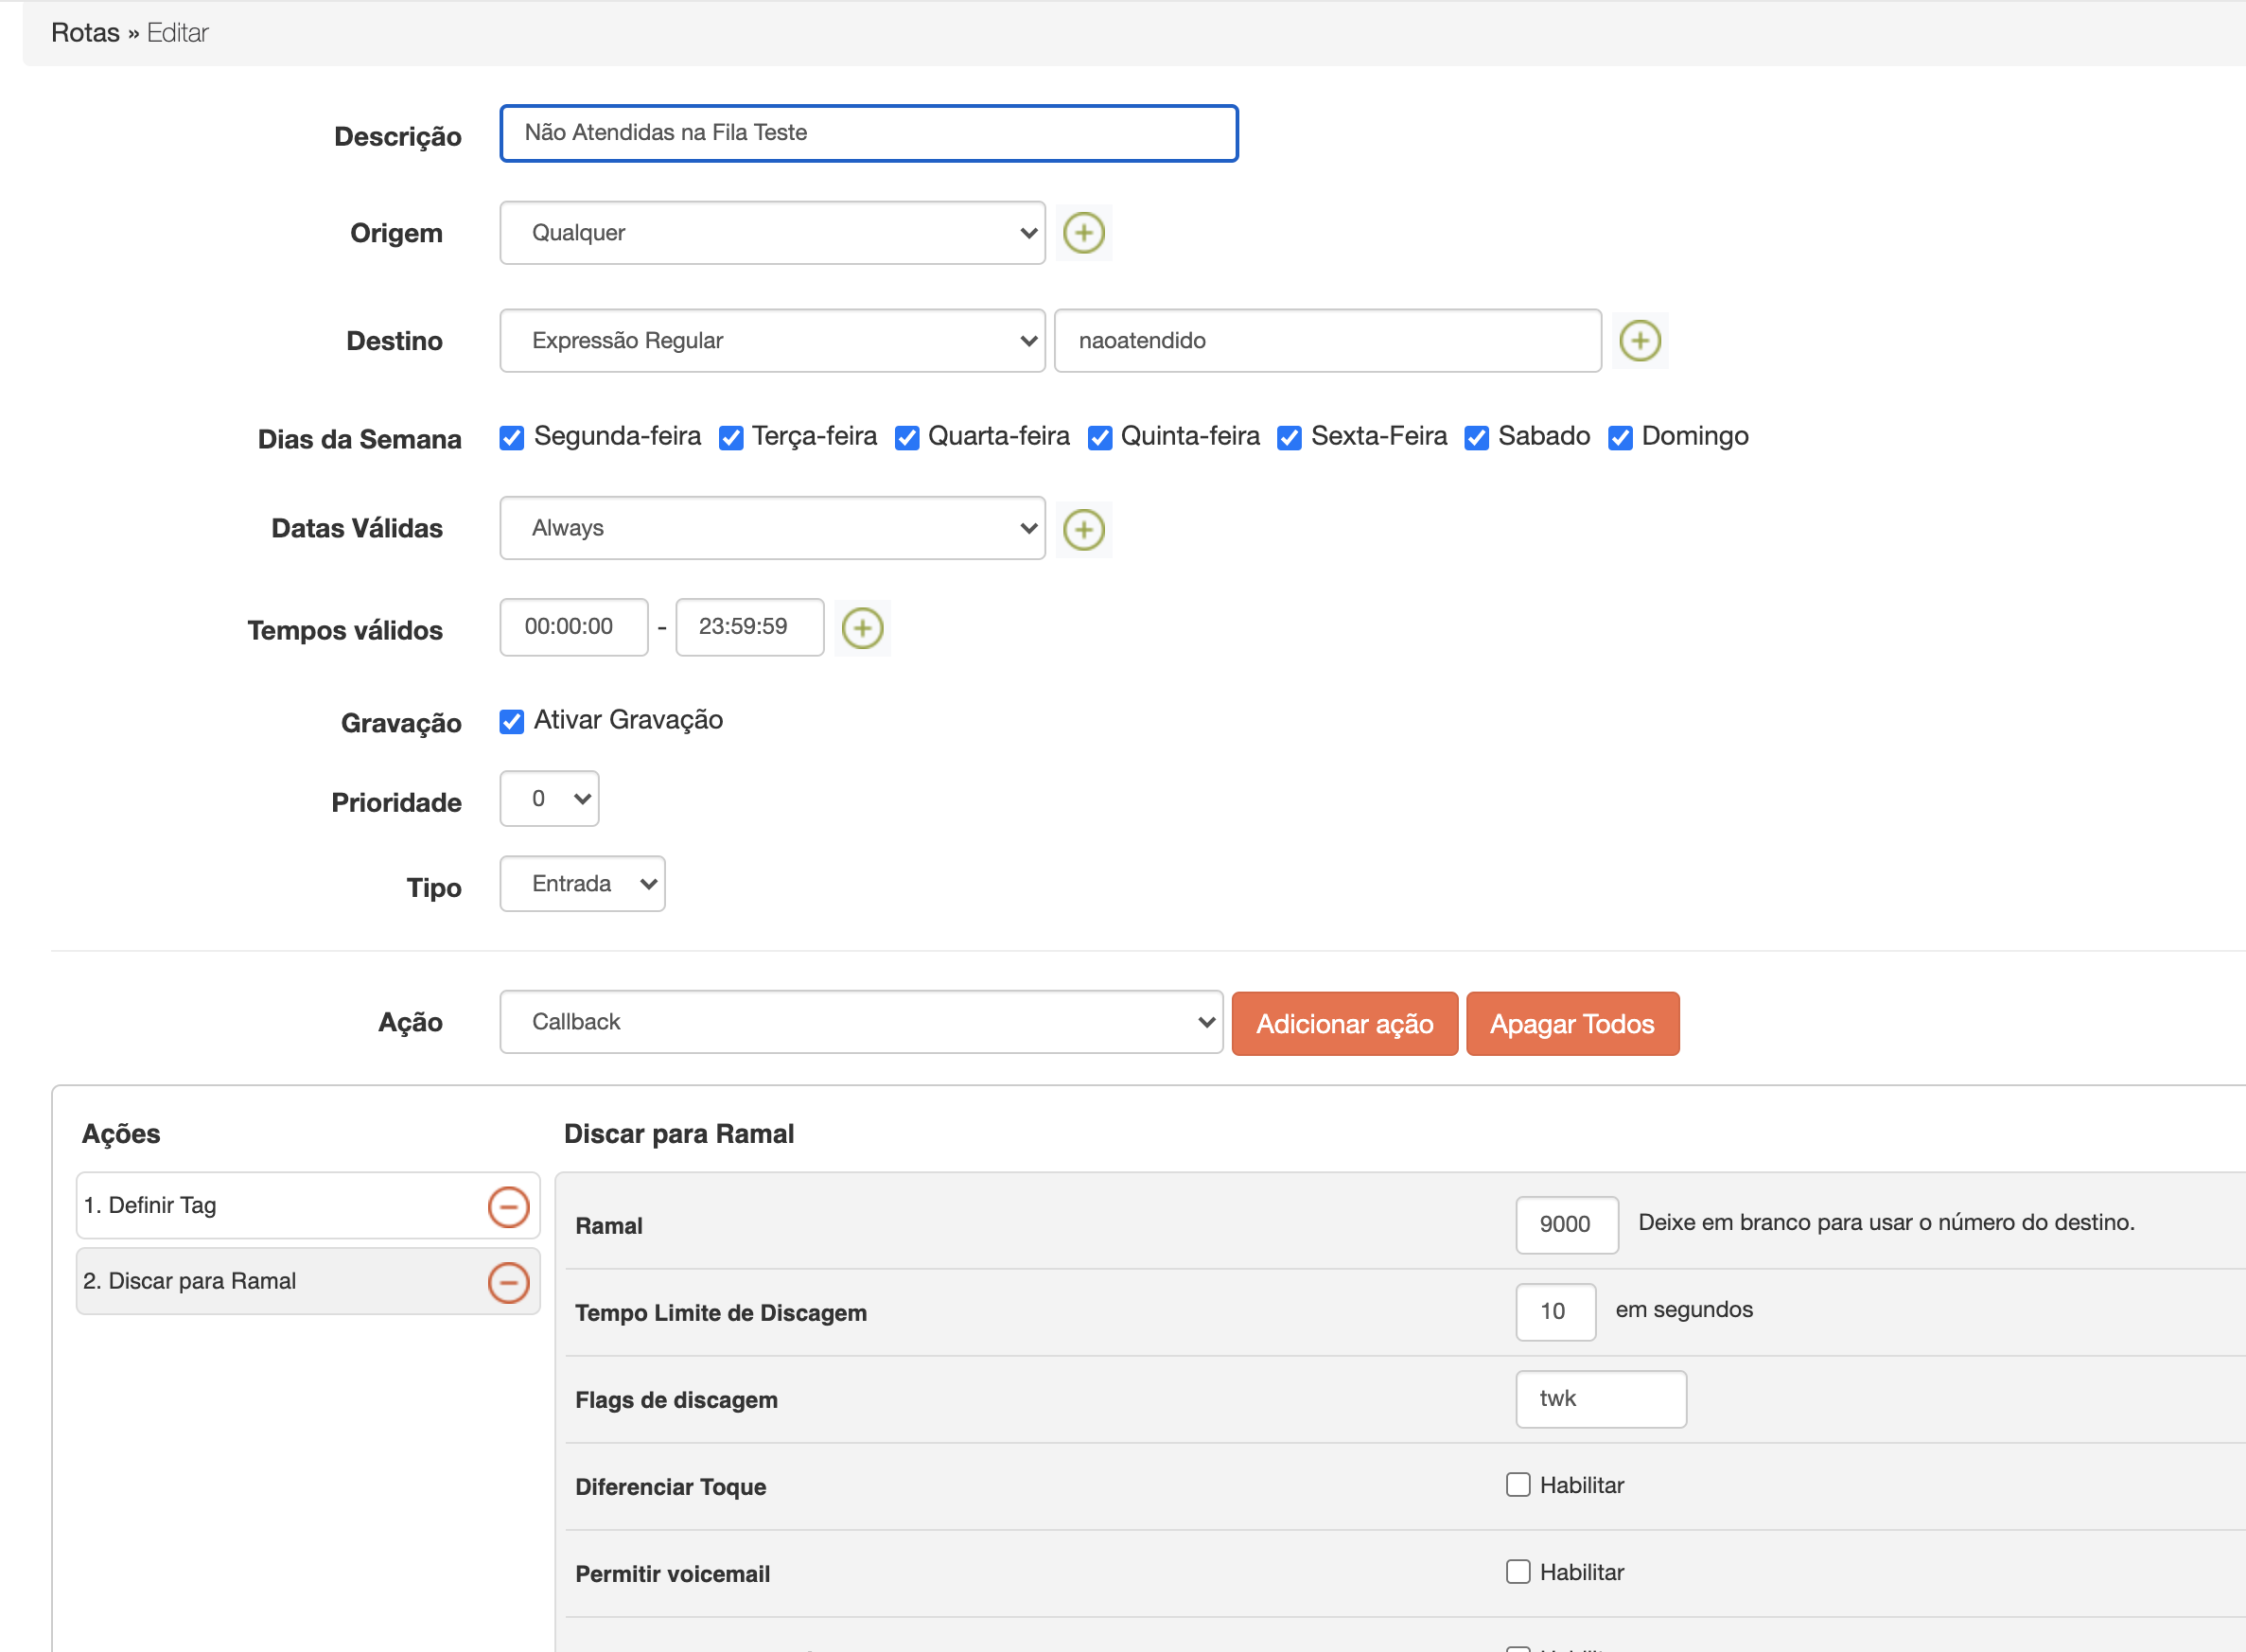 Rotas » Editar
Descrição Não Atendidas na Fila Teste
Origem Qualquer
Destino Expressão Regular naoatendido
Dias da Semana Segunda-feira Terça-feira Quarta-feira Quinta-feira Sexta-Feira Sabado Domingo
Datas Válidas Always
Tempos válidos 00:00:00 - 23:59:59
Gravação Ativar Gravação
Prioridade 0
Tipo Entrada
Ação Callback Adicionar ação Apagar Todos
Ações
1. Definir Tag
2. Discar para Ramal
Discar para Ramal
Ramal 9000 Deixe em branco para usar o número do destino.
Tempo Limite de Discagem 10 em segundos
Flags de discagem twk
Diferenciar Toque Habilitar
Permitir voicemail Habilitar